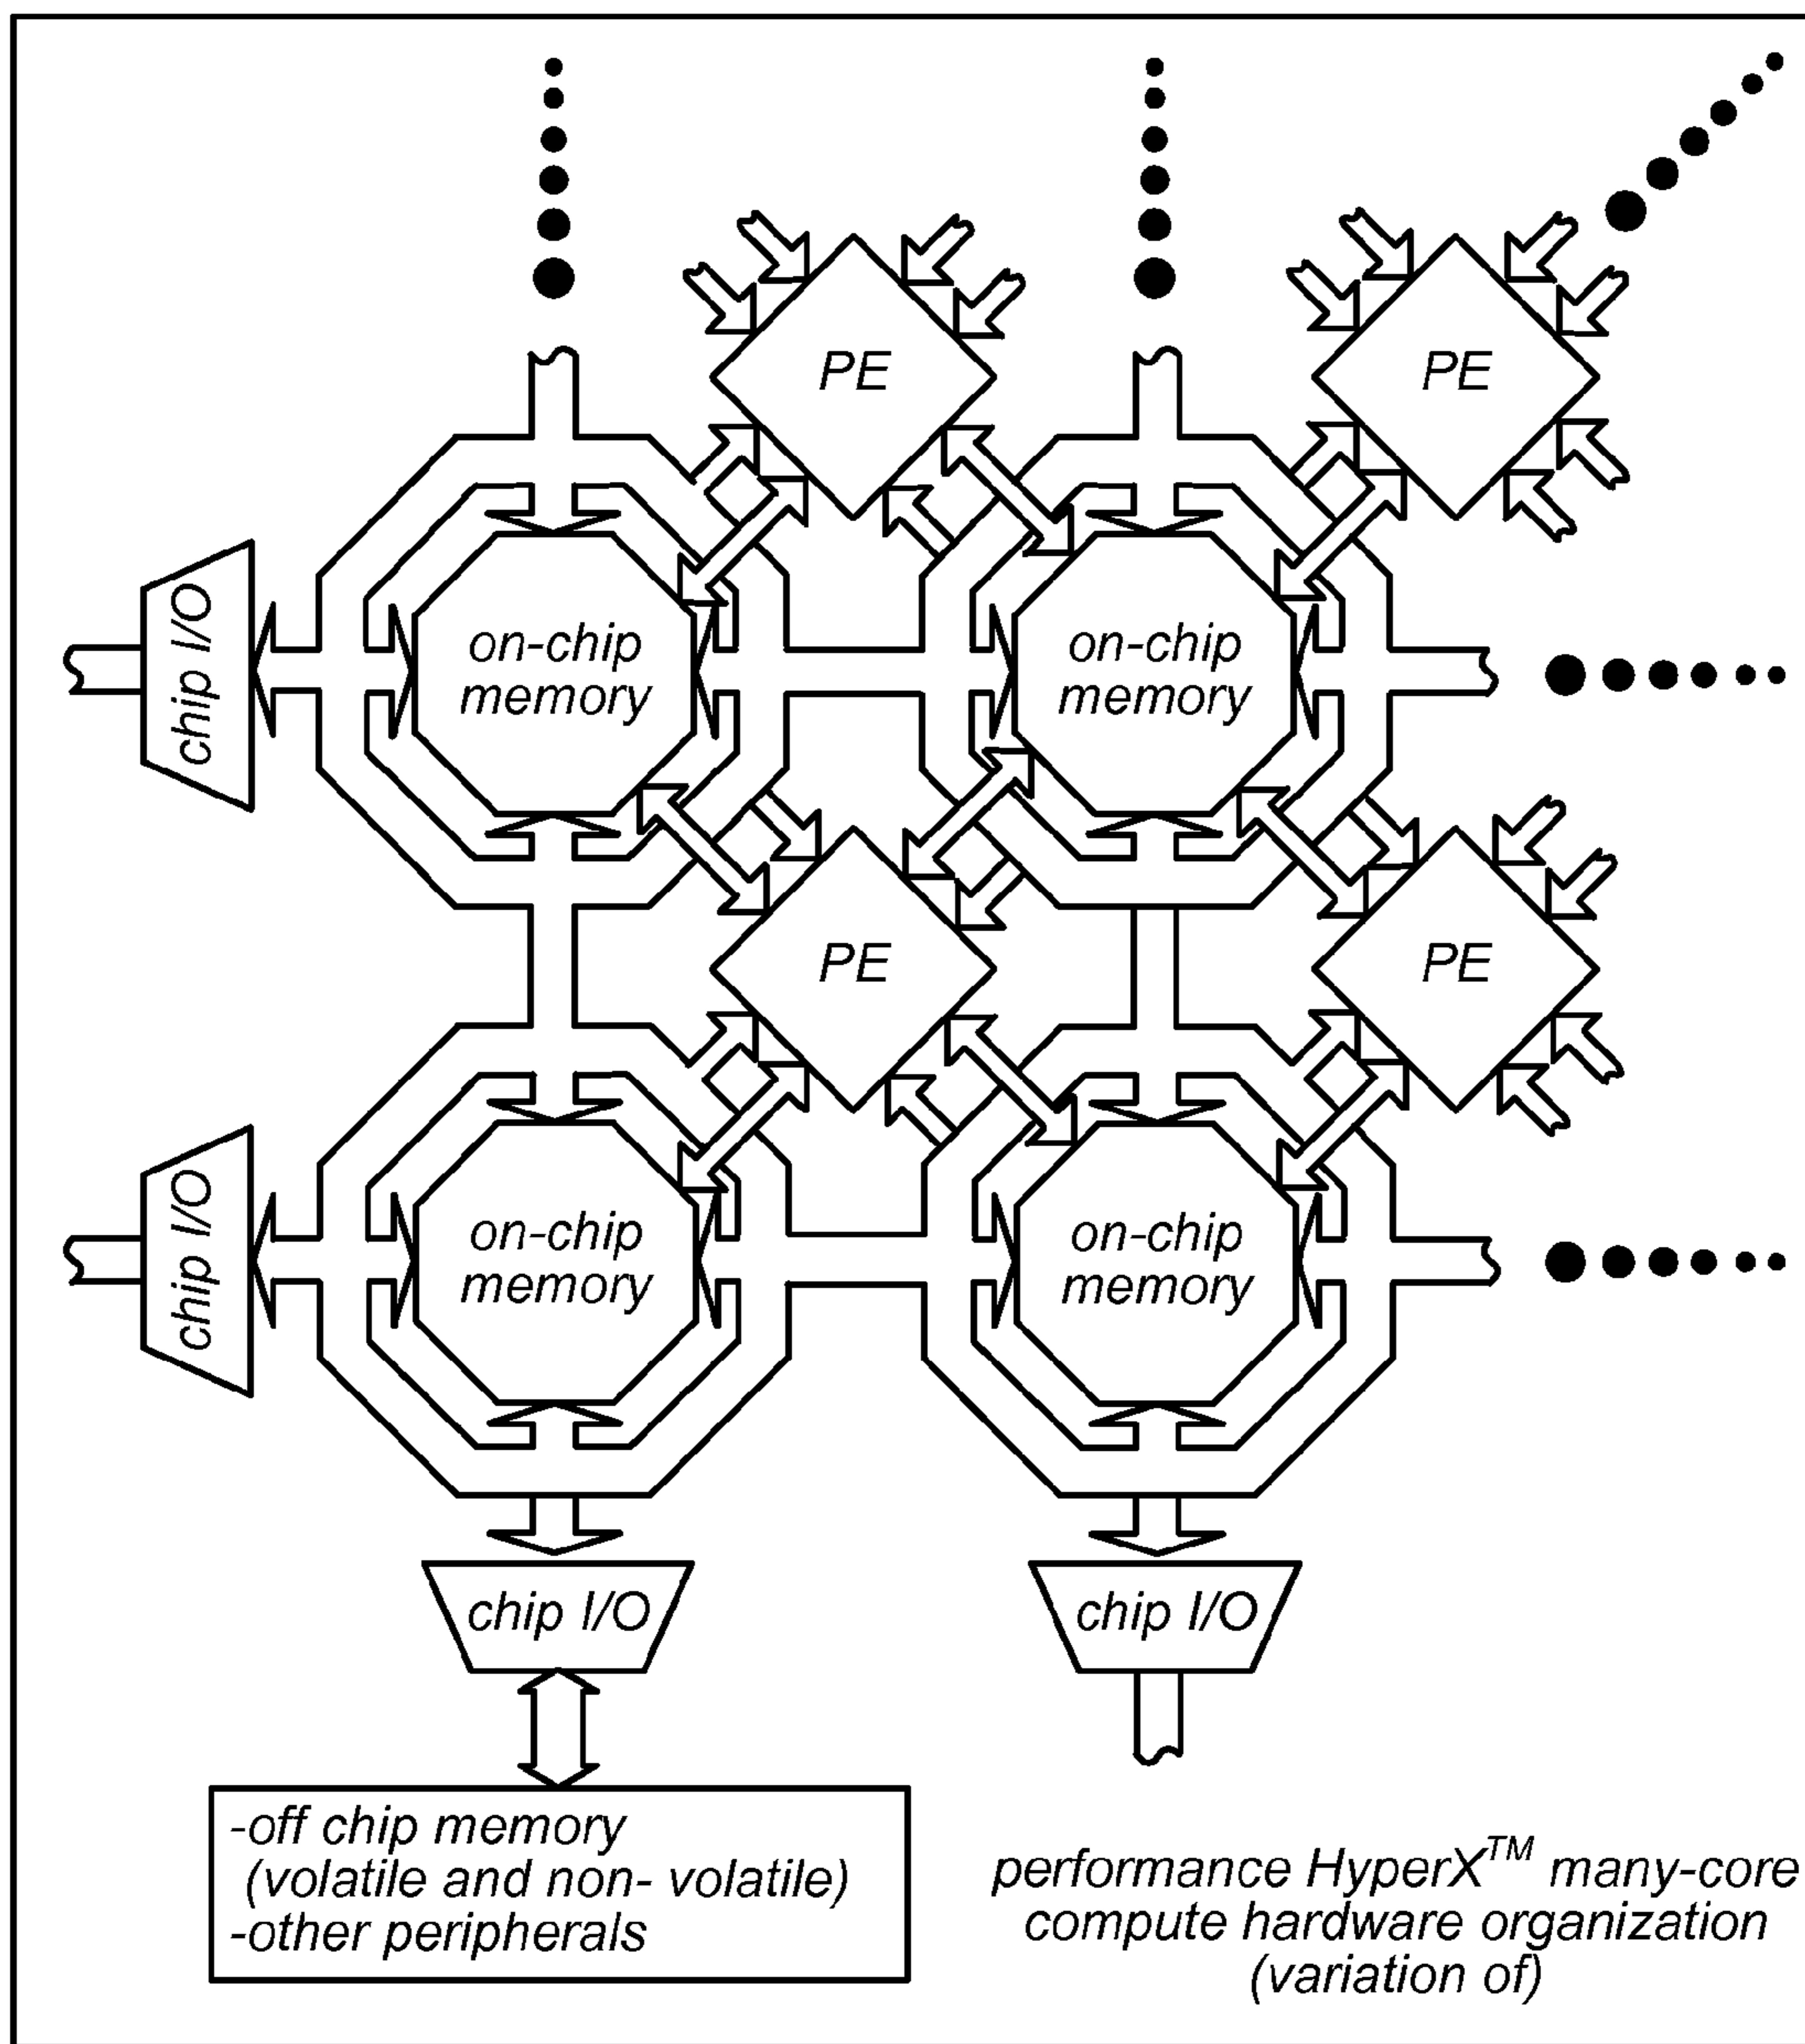 PE
PE
chip I/O
on-chip
memory
on-chip
memory
PE
PE
chip I/O
on-chip
memory
on-chip
memory
chip I/O
chip I/O
-off chip memory
(volatile and non- volatile)
-other peripherals
performance HyperX™ many-core
compute hardware organization
(variation of)